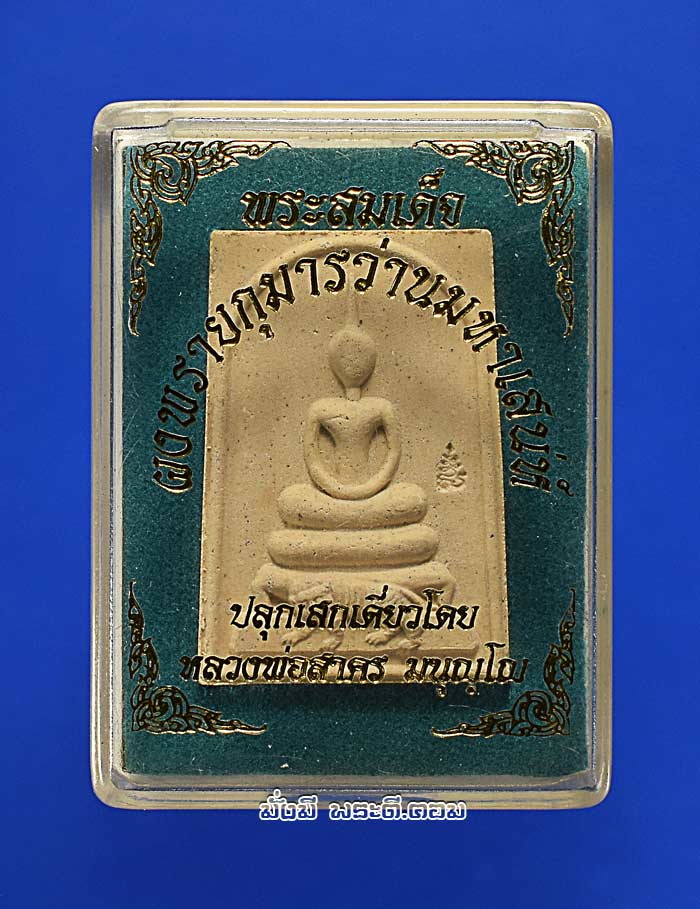 พระสมเด็จ
ผงพรายกุมารว่านมหาเสน่ห์
ปลุกเสกเดี่ยวโดย
หลวงพ่อสาคร มนุญฺโญ
มั่งมี พระดี.คอม